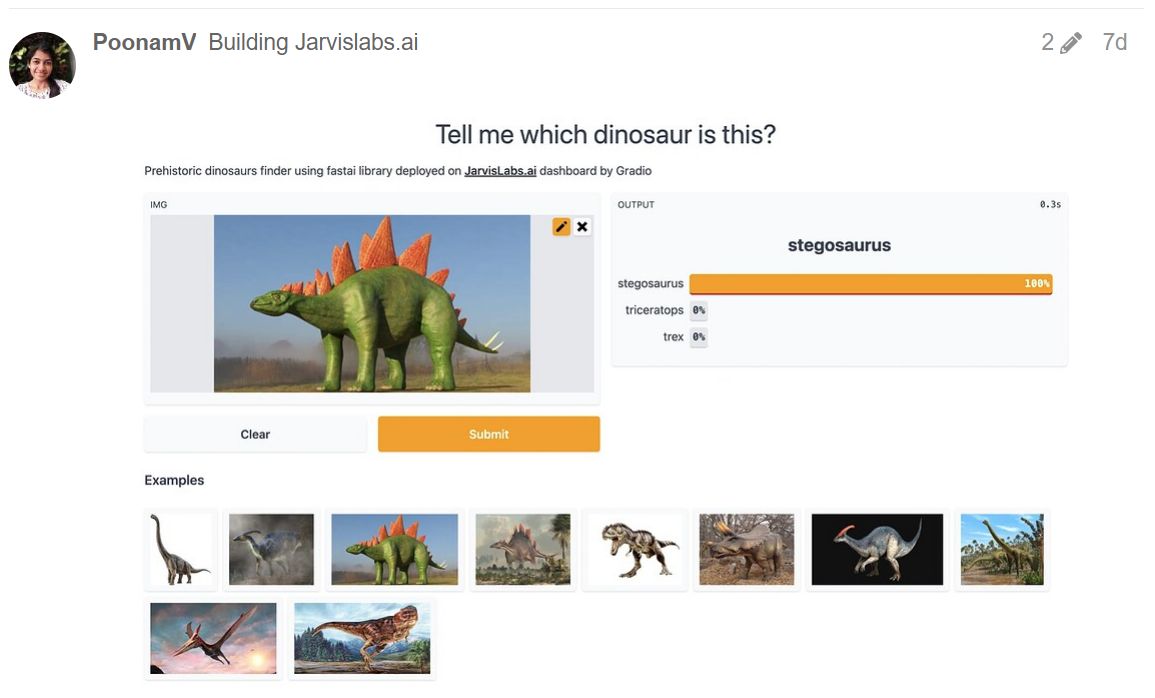 PoonamV Building Jarvislabs.ai 2 7d
Tell me which dinosaur is this?
Prehistoric dinosaurs finder using fastai library deployed on JarvisLabs.ai dashboard by Gradio
IMG
OUTPUT 0.3s
stegosaurus
stegosaurus 100%
triceratops 0%
trex 0%
Clear
Submit
Examples